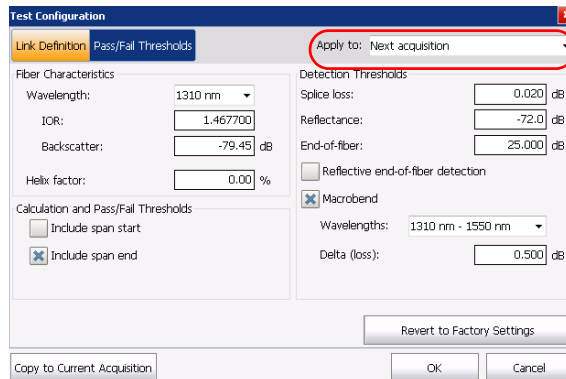 Test Configuration
Link Definition Pass/Fail Thresholds
Apply to: Next acquisition
Fiber Characteristics
Wavelength: 1310 nm
IOR: 1.467700
Backscatter: -79.45 dB
Helix factor: 0.00 %
Calculation and Pass/Fail Thresholds
Include span start
Include span end
Detection Thresholds
Splice loss: 0.020 dB
Reflectance: -72.0 dB
End-of-fiber: 25.000 dB
Reflective end-of-fiber detection
Macrobend
Wavelengths: 1310 nm - 1550 nm
Delta (loss): 0.500 dB
Revert to Factory Settings
Copy to Current Acquisition
OK
Cancel